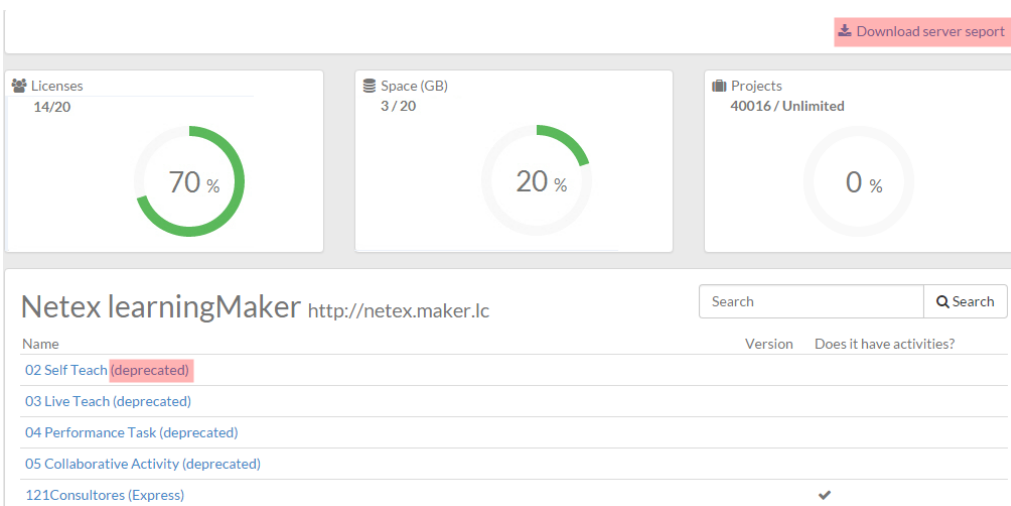 Download server seport
Licenses
14/20
70 %
Space (GB)
3 / 20
20 %
Projects
40016 / Unlimited
0 %
Netex learningMaker http://netex.maker.lc
Search
Search
Name Version Does it have activities?
02 Self Teach (deprecated)
03 Live Teach (deprecated)
04 Performance Task (deprecated)
05 Collaborative Activity (deprecated)
121Consultores (Express)